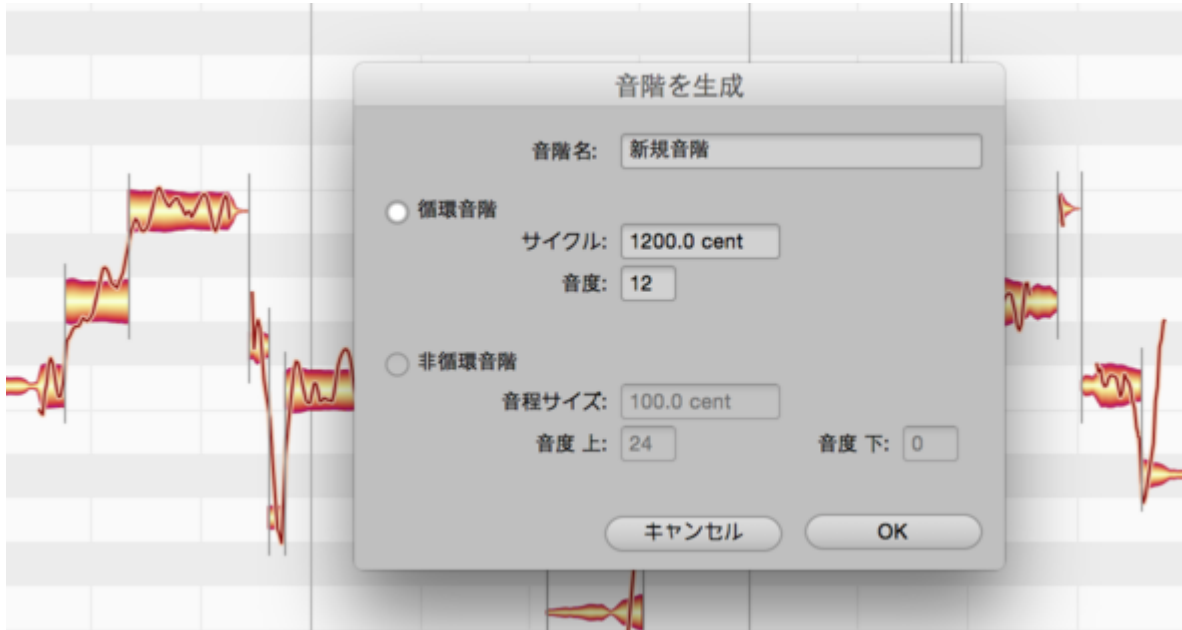 音階を生成
音階名: 新規音階
循環音階
サイクル: 1200.0 cent
音度: 12
非循環音階
音程サイズ: 100.0 cent
音度 上: 24 音度 下: 0
キャンセル OK